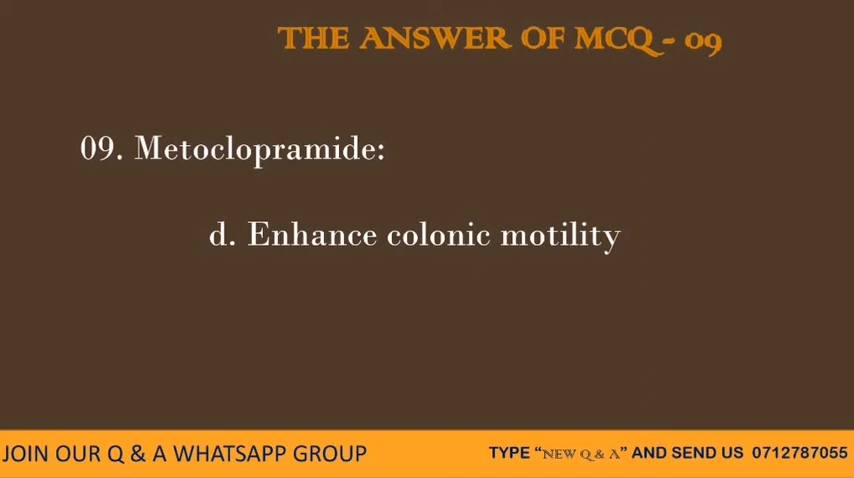 THE ANSWER OF MCQ - 09
09. Metoclopramide:
d. Enhance colonic motility
JOIN OUR Q & A WHATSAPP GROUP
TYPE “NEW Q & A” AND SEND US 0712787055